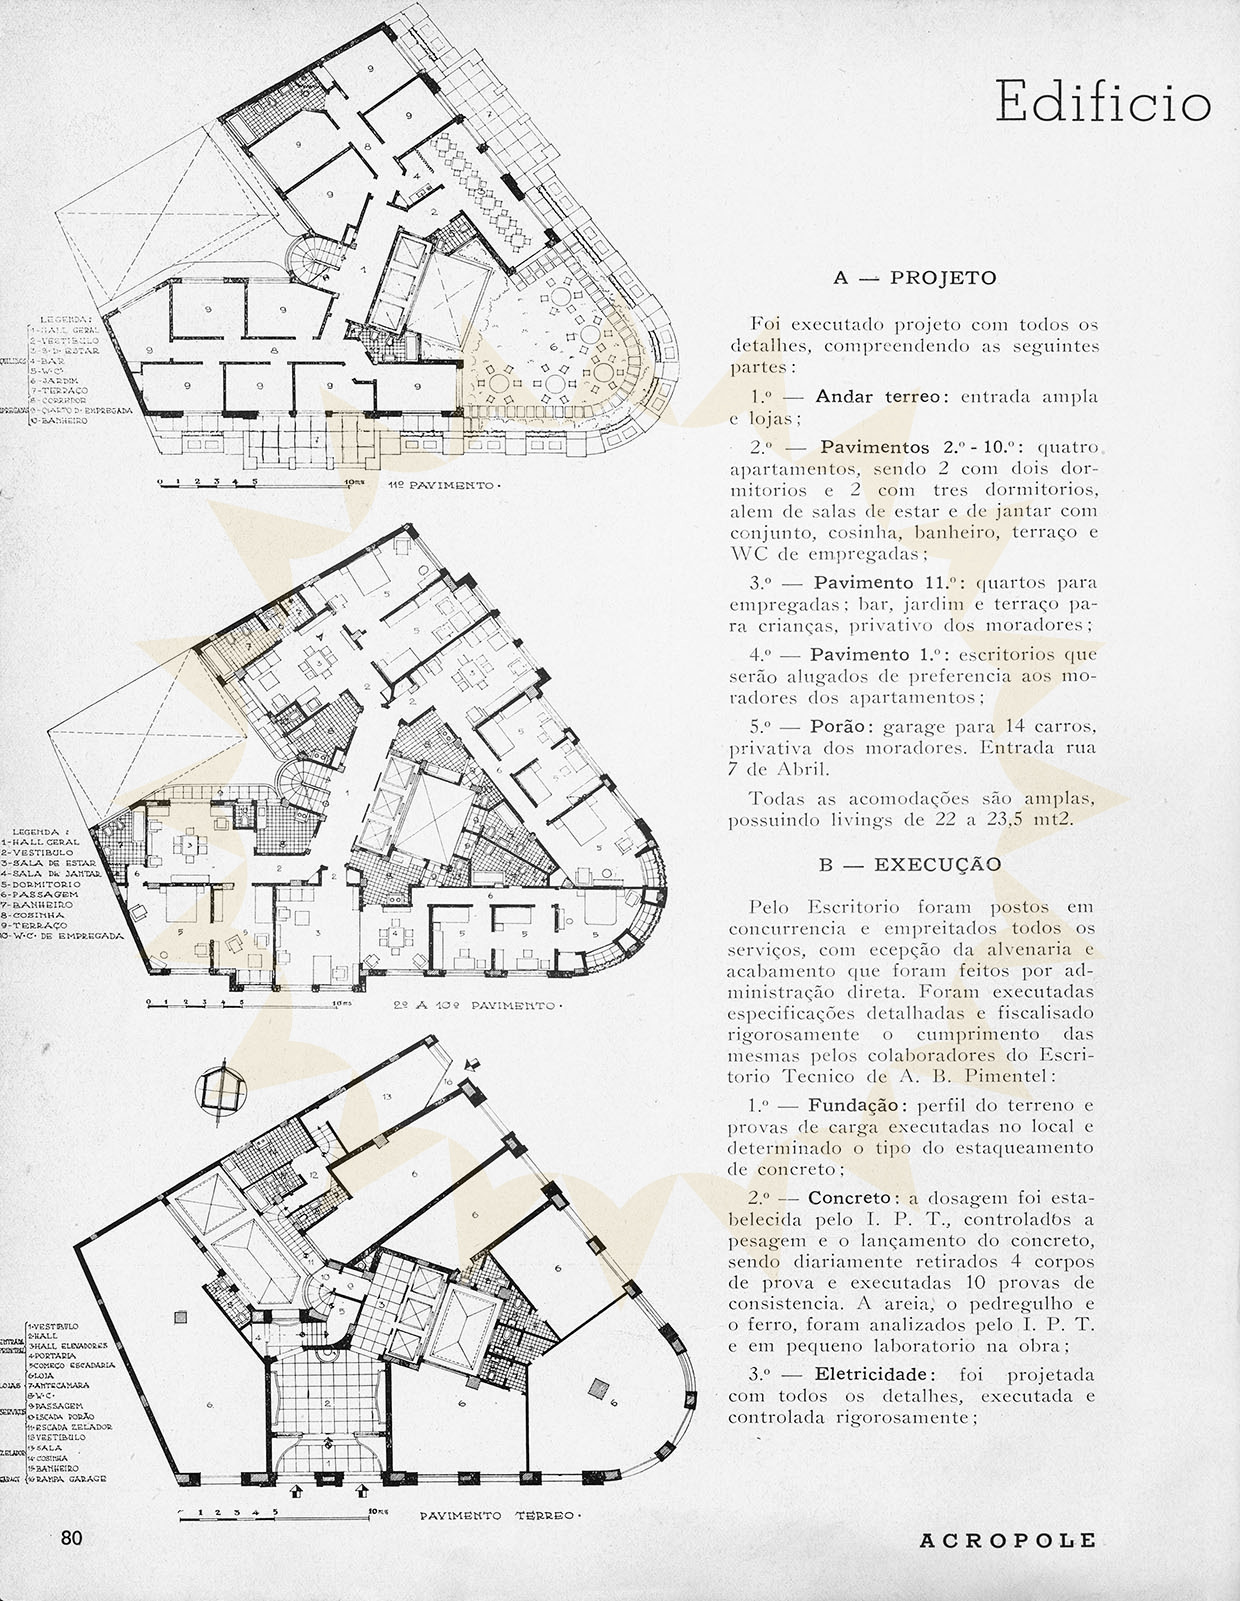 Edificio
A — PROJETO
Foi executado projeto com todos os
detalhes, compreendendo as seguintes
partes:
1.º — Andar terreo: entrada ampla
e lojas;
2.º — Pavimentos 2.º - 10.º: quatro
apartamentos, sendo 2 com dois dor-
mitorios e 2 com tres dormitorios,
alem de salas de estar e de jantar com
conjunto, cosinha, banheiro, terraço e
WC de empregadas;
3.º — Pavimento 11.º: quartos para
empregadas; bar, jardim e terraço pa-
ra crianças, privativo dos moradores;
4.º — Pavimento 1.º: escritorios que
serão alugados de preferencia aos mo-
radores dos apartamentos;
5.º — Porão: garage para 14 carros,
privativa dos moradores. Entrada rua
7 de Abril.
Todas as acomodações são amplas,
possuindo livings de 22 a 23,5 mt2.
B — EXECUÇÃO
Pelo Escritorio foram postos em
concurrencia e empreitados todos os
serviços, com ecepção da alvenaria e
acabamento que foram feitos por ad-
ministração direta. Foram executadas
especificações detalhadas e fiscalisado
rigorosamente o cumprimento das
mesmas pelos colaboradores do Escri-
torio Tecnico de A. B. Pimentel:
1.º — Fundação: perfil do terreno e
provas de carga executadas no local e
determinado o tipo do estaqueamento
de concreto;
2.º — Concreto: a dosagem foi esta-
belecida pelo I. P. T., controlados a
pesagem e o lançamento do concreto,
sendo diariamente retirados 4 corpos
de prova e executadas 10 provas de
consistencia. A areia, o pedregulho e
o ferro, foram analizados pelo I. P. T.
e em pequeno laboratorio na obra;
3.º — Eletricidade: foi projetada
com todos os detalhes, executada e
controlada rigorosamente;
LEGENDA:
1-HALL GERAL
2-VESTIBULO
3-S·D·ESTAR
4-BAR
5-W·C·
6-JARDIM
7-TERRAÇO
8-CORREDOR
9-QUARTO D·EMPREGADA
10-BANHEIRO
0 1 2 3 4 5 10ms 11º PAVIMENTO·
LEGENDA:
1-HALL GERAL
2-VESTIBULO
3-SALA DE ESTAR
4-SALA DE JANTAR
5-DORMITORIO
6-PASSAGEM
7-BANHEIRO
8-COSINHA
9-TERRAÇO
10-W·C· DE EMPREGADA
0 1 2 3 4 5 10ms 2º A 10º PAVIMENTO·
1-VESTIBULO
2-HALL
3-HALL ELEVADORES
4-PORTARIA
5-COMEÇO ESCADARIA
6-LOJA
LOJAS 7-ANTECAMARA
8-W·C·
9-PASSAGEM
10-ESCADA PORÃO
11-ESCADA ZELADOR
12-VESTIBULO
ZELADOR 13-SALA
14-COSINHA
15-BANHEIRO
16-RAMPA GARAGE
1 2 3 4 5 10ms PAVIMENTO TERREO·
80
ACROPOLE